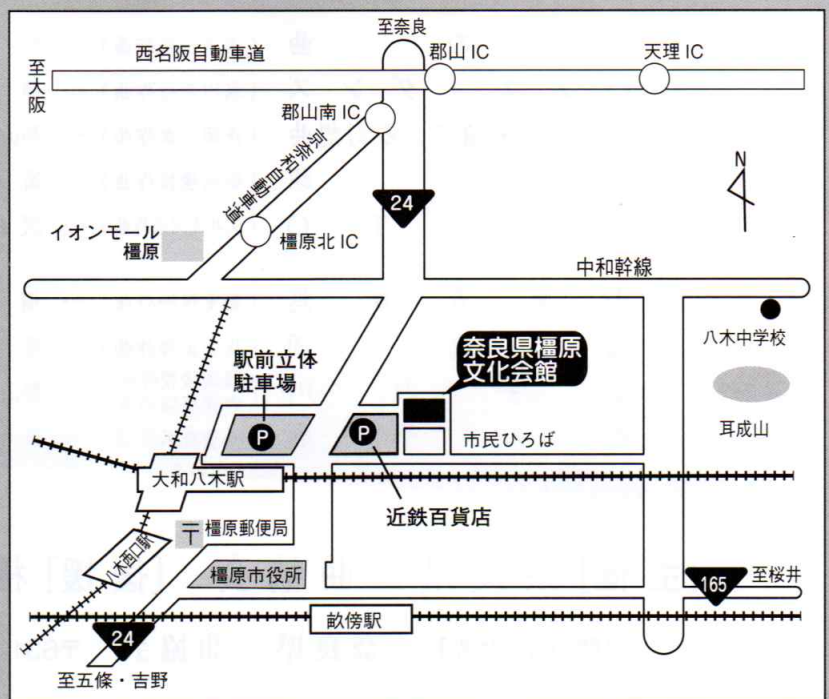 至奈良
西名阪自動車道
郡山 IC
天理 IC
至大阪
郡山南 IC
京奈和自動車道
24
N
イオンモール
橿原
橿原北 IC
中和幹線
八木中学校
駅前立体
駐車場
奈良県橿原
文化会館
耳成山
P
P
市民ひろば
大和八木駅
近鉄百貨店
〒
橿原郵便局
八木西口駅
橿原市役所
165
至桜井
畝傍駅
24
至五條・吉野